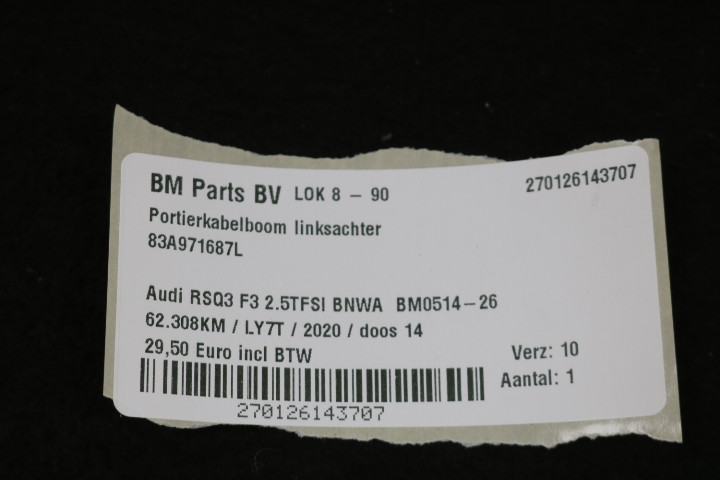 BM Parts BV LOK 8 - 90 270126143707
Portierkabelboom linksachter
83A971687L
Audi RSQ3 F3 2.5TFSI BNWA BM0514-26
62.308KM / LY7T / 2020 / doos 14
29,50 Euro incl BTW Verz: 10
Aantal: 1
270126143707